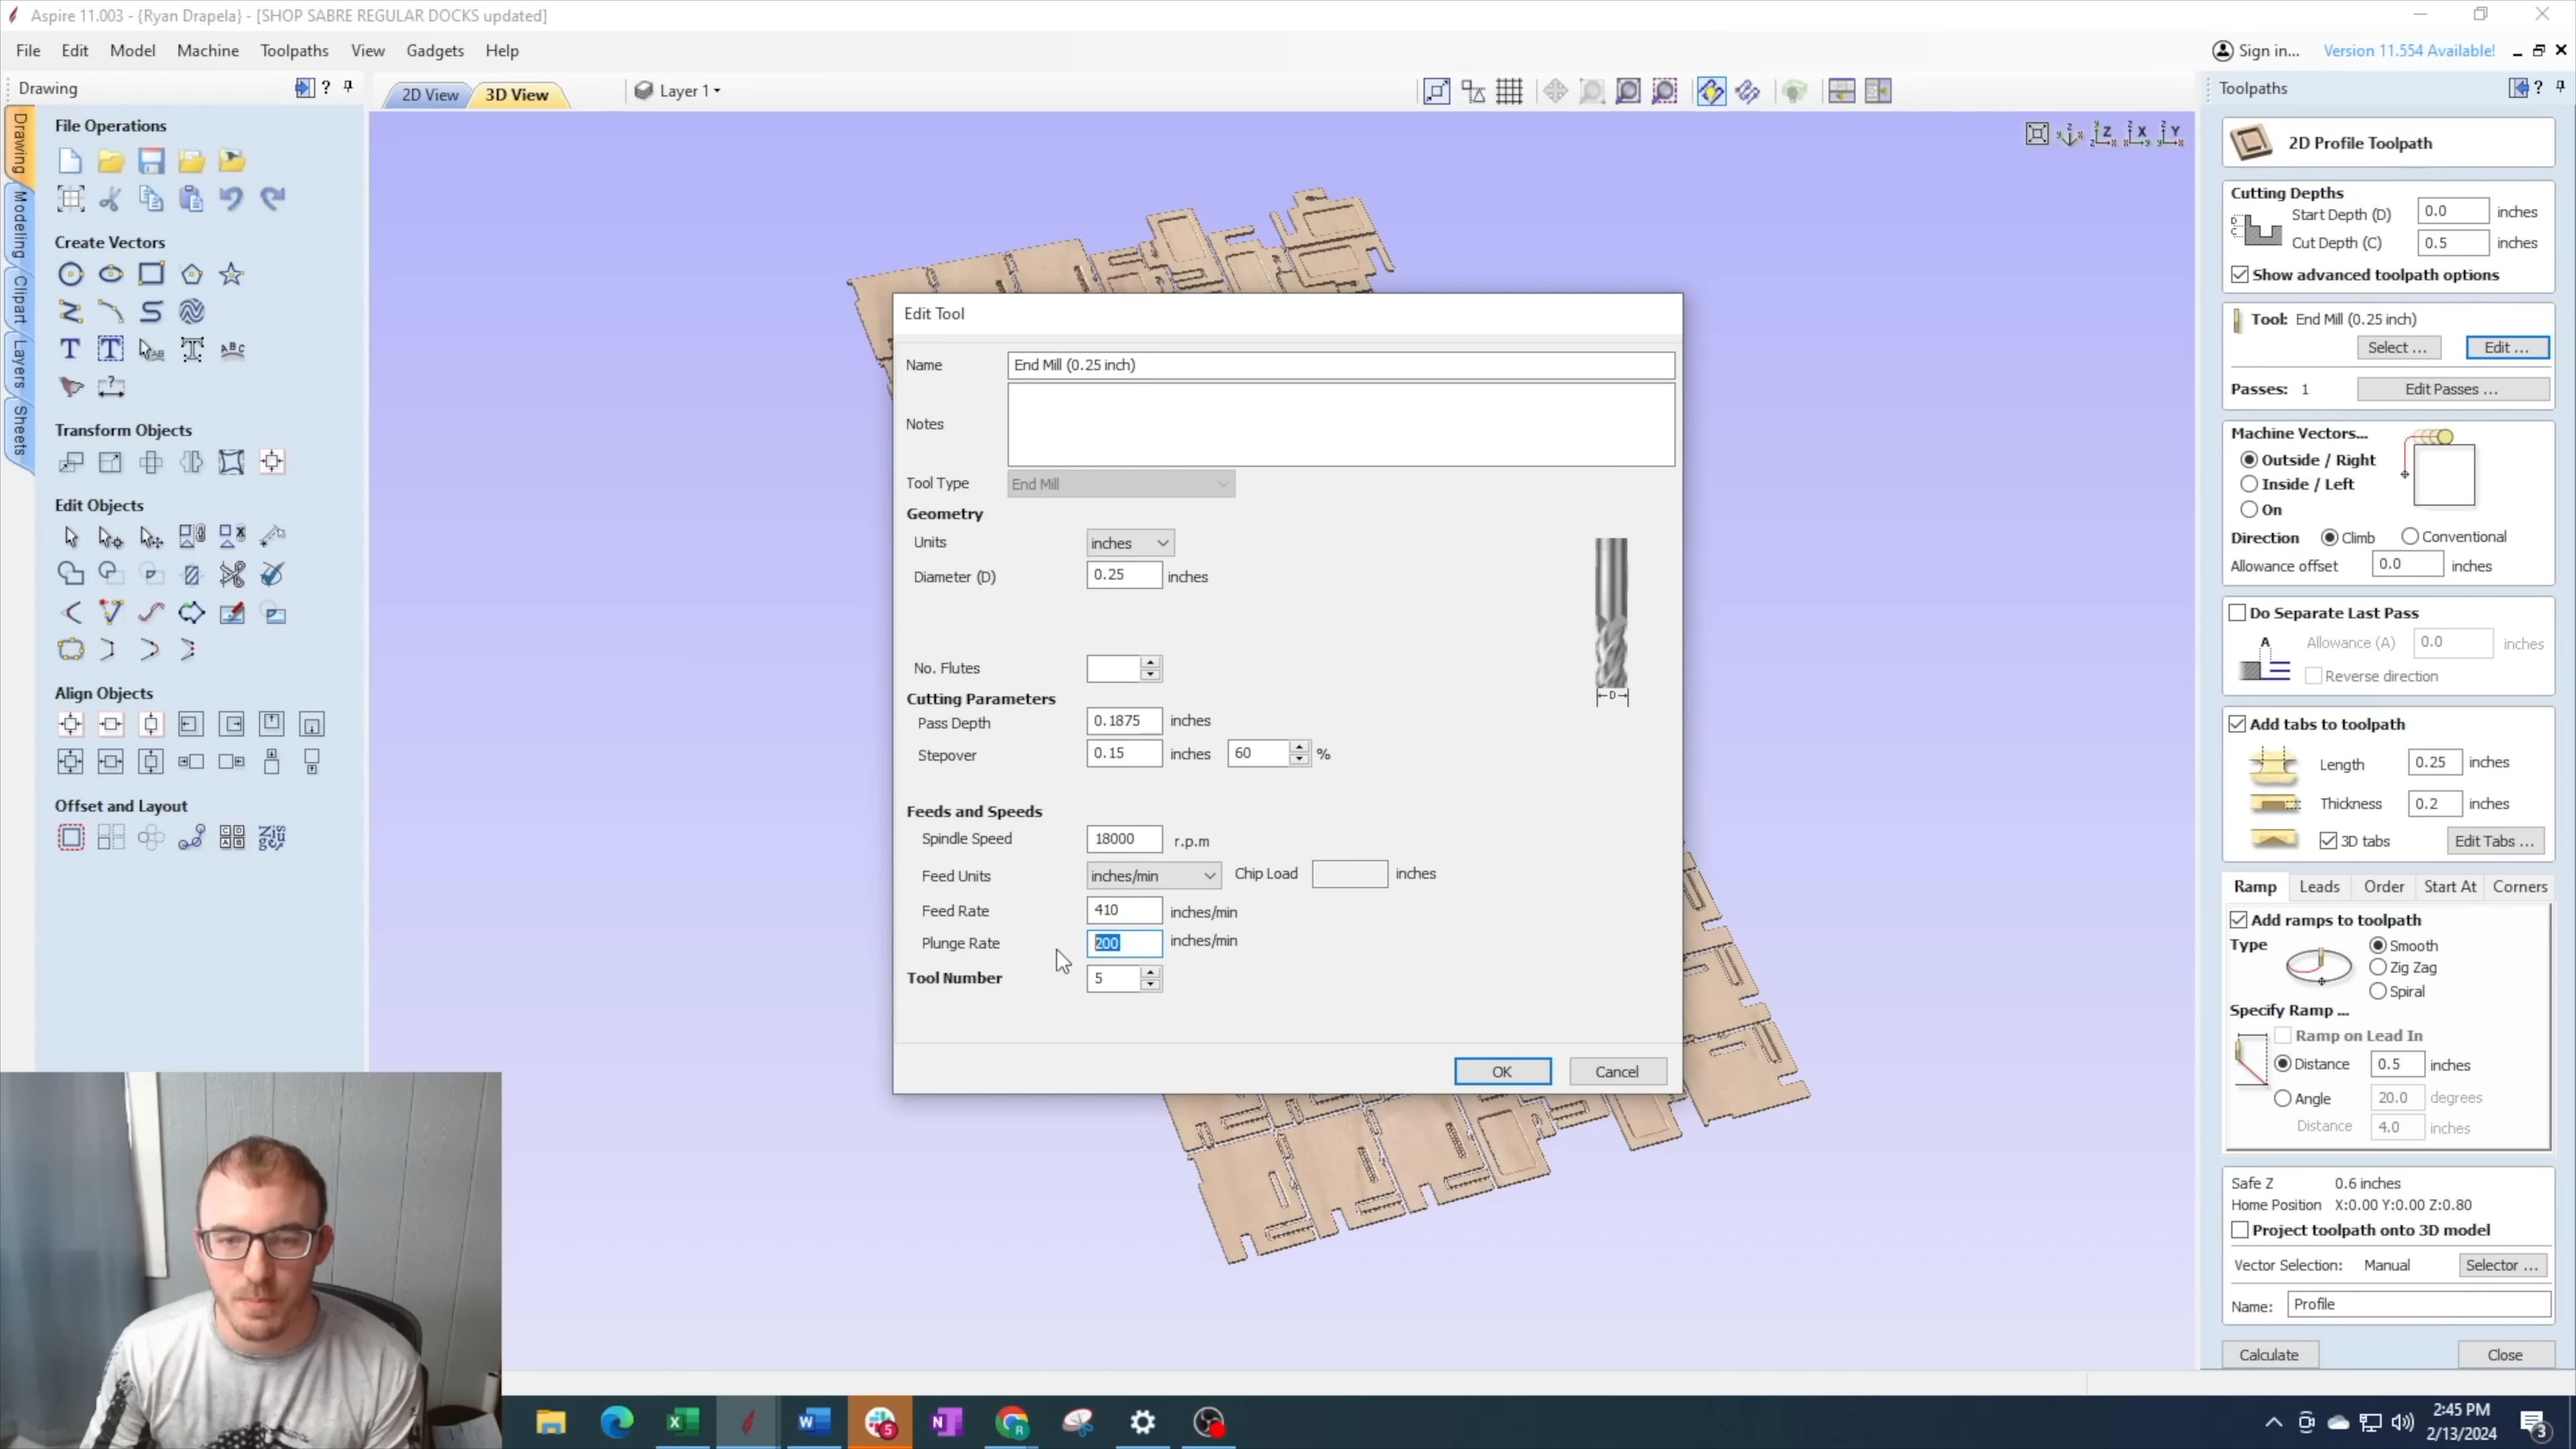 Aspire 11.003 - {Ryan Drapela} - [SHOP SABRE REGULAR DOCKS updated]
File Edit Model Machine Toolpaths View Gadgets Help
Sign in... Version 11.554 Available!
Drawing
2D View 3D View Layer 1
Toolpaths
Drawing
Modeling
Clipart
Layers
Sheets
File Operations
Create Vectors
Transform Objects
Edit Objects
Align Objects
Offset and Layout
Edit Tool
Name End Mill (0.25 inch)
Notes
Tool Type End Mill
Geometry
Units inches
Diameter (D) 0.25 inches
No. Flutes
D
Cutting Parameters
Pass Depth 0.1875 inches
Stepover 0.15 inches 60 %
Feeds and Speeds
Spindle Speed 18000 r.p.m
Feed Units inches/min Chip Load inches
Feed Rate 410 inches/min
Plunge Rate 200 inches/min
Tool Number 5
OK Cancel
2D Profile Toolpath
Cutting Depths
Start Depth (D) 0.0 inches
Cut Depth (C) 0.5 inches
Show advanced toolpath options
Tool: End Mill (0.25 inch)
Select ... Edit ...
Passes: 1 Edit Passes ...
Machine Vectors...
Outside / Right
Inside / Left
On
Direction Climb Conventional
Allowance offset 0.0 inches
Do Separate Last Pass
A Allowance (A) 0.0 inches
Reverse direction
Add tabs to toolpath
Length 0.25 inches
Thickness 0.2 inches
3D tabs Edit Tabs ...
Ramp Leads Order Start At Corners
Add ramps to toolpath
Type Smooth
Zig Zag
Spiral
Specify Ramp ...
Ramp on Lead In
Distance 0.5 inches
Angle 20.0 degrees
Distance 4.0 inches
Safe Z 0.6 inches
Home Position X:0.00 Y:0.00 Z:0.80
Project toolpath onto 3D model
Vector Selection: Manual Selector ...
Name: Profile
Calculate Close
2:45 PM
2/13/2024